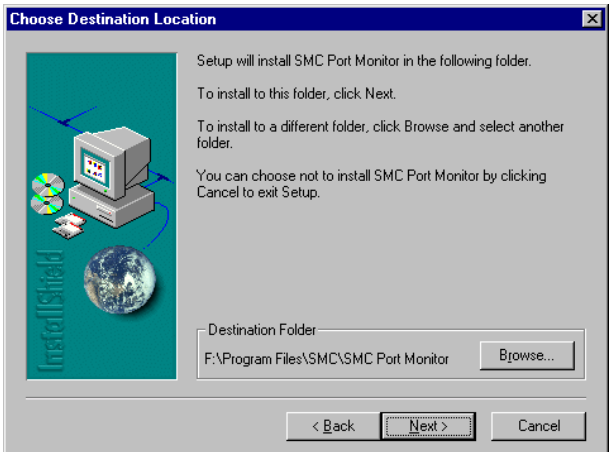 Choose Destination Location
Setup will install SMC Port Monitor in the following folder.
To install to this folder, click Next.
To install to a different folder, click Browse and select another
folder.
You can choose not to install SMC Port Monitor by clicking
Cancel to exit Setup.
InstallShield
Destination Folder
F:\Program Files\SMC\SMC Port Monitor
Browse...
< Back
Next >
Cancel